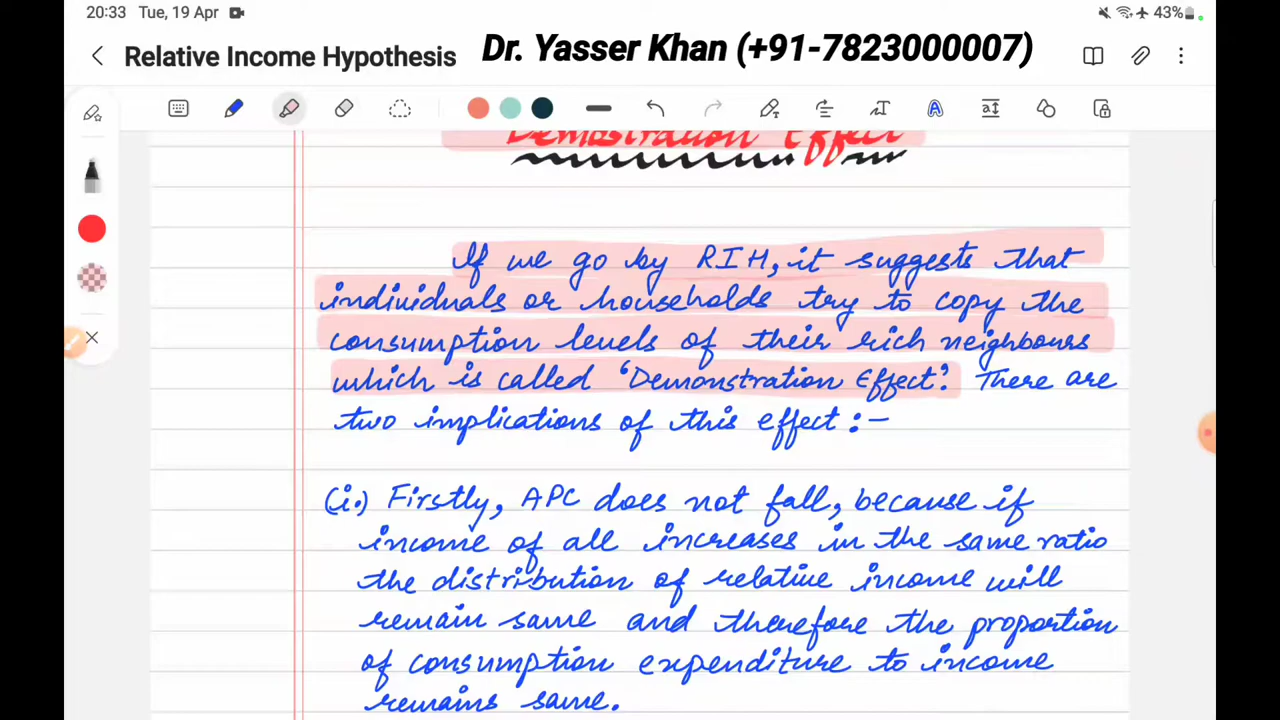 20:33 Tue, 19 Apr 43%
Relative Income Hypothesis Dr. Yasser Khan (+91-7823000007)
Demostration Effect
If we go by RIH, it suggests that
individuals or households try to copy the
consumption levels of their rich neighbours
which is called 'Demonstration Effect'. There are
two implications of this effect :-
(i.) Firstly, APC does not fall, because if
income of all increases in the same ratio
the distribution of relative income will
remain same and therefore the proportion
of consumption expenditure to income
remains same.